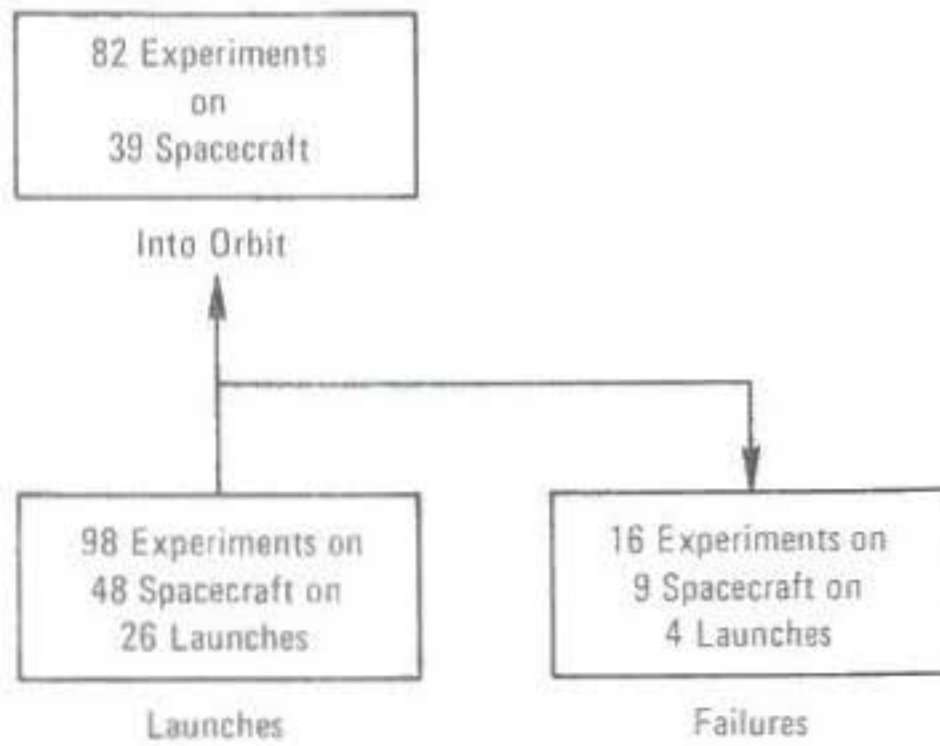 82 Experiments
on
39 Spacecraft
Into Orbit
98 Experiments on
48 Spacecraft on
26 Launches
Launches
16 Experiments on
9 Spacecraft on
4 Launches
Failures